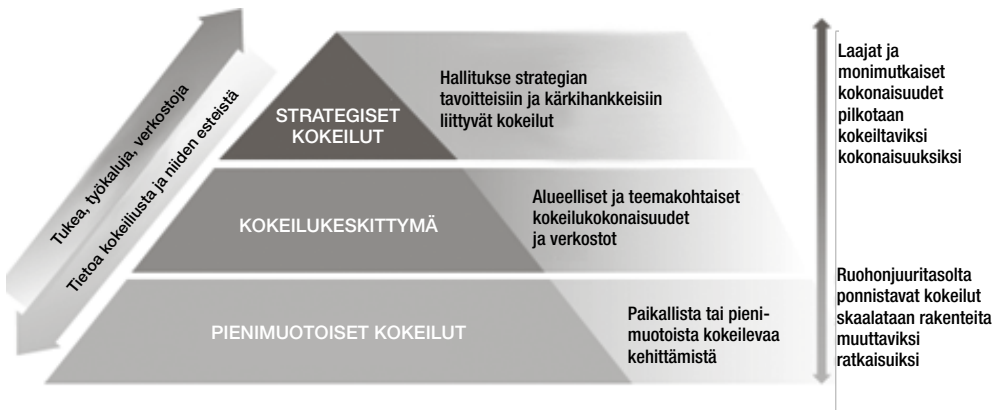 Tukea, työkaluja, verkostoja
Tietoa kokeiliusta ja niiden esteistä
STRATEGISET
KOKEILUT
Hallitukse strategian
tavoitteisiin ja kärkihankkeisiin
liittyvät kokeilut
KOKEILUKESKITTYMÄ
Alueelliset ja teemakohtaiset
kokeilukokonaisuudet
ja verkostot
PIENIMUOTOISET KOKEILUT
Paikallista tai pieni-
muotoista kokeilevaa
kehittämistä
Laajat ja
monimutkaiset
kokonaisuudet
pilkotaan
kokeiltaviksi
kokonaisuuksiksi
Ruohonjuuritasolta
ponnistavat kokeilut
skaalataan rakenteita
muuttaviksi
ratkaisuiksi